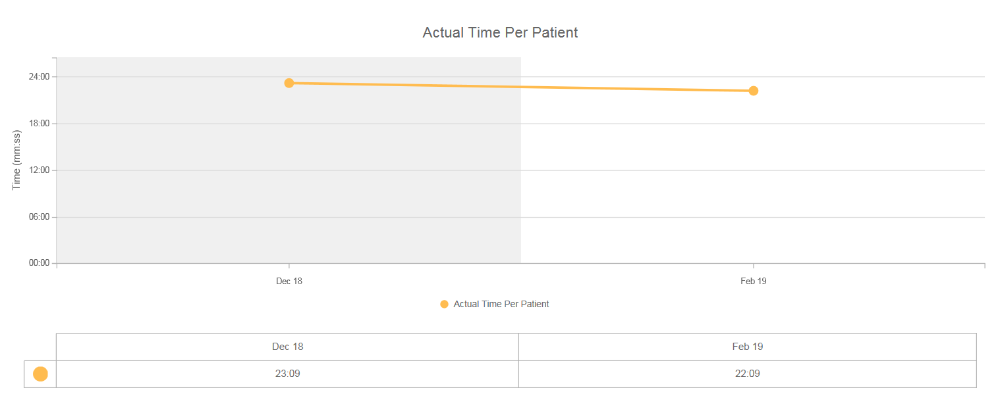 Actual Time Per Patient
Time (mm:ss)
24:00
18:00
12:00
06:00
00:00
Dec 18 Feb 19
Actual Time Per Patient
Dec 18 Feb 19
23:09 22:09